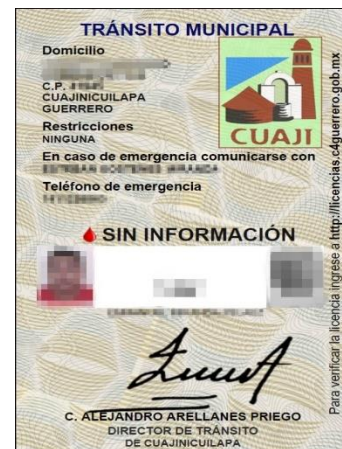 TRÁNSITO MUNICIPAL
Domicilio
C.P.
CUAJINICUILAPA
GUERRERO
Restricciones
NINGUNA
En caso de emergencia comunicarse con
Teléfono de emergencia
CUAJI
SIN INFORMACIÓN
C. ALEJANDRO ARELLANES PRIEGO
DIRECTOR DE TRÁNSITO
DE CUAJINICUILAPA
Para verificar la licencia ingrese a http://licencias.c4guerrero.gob.mx